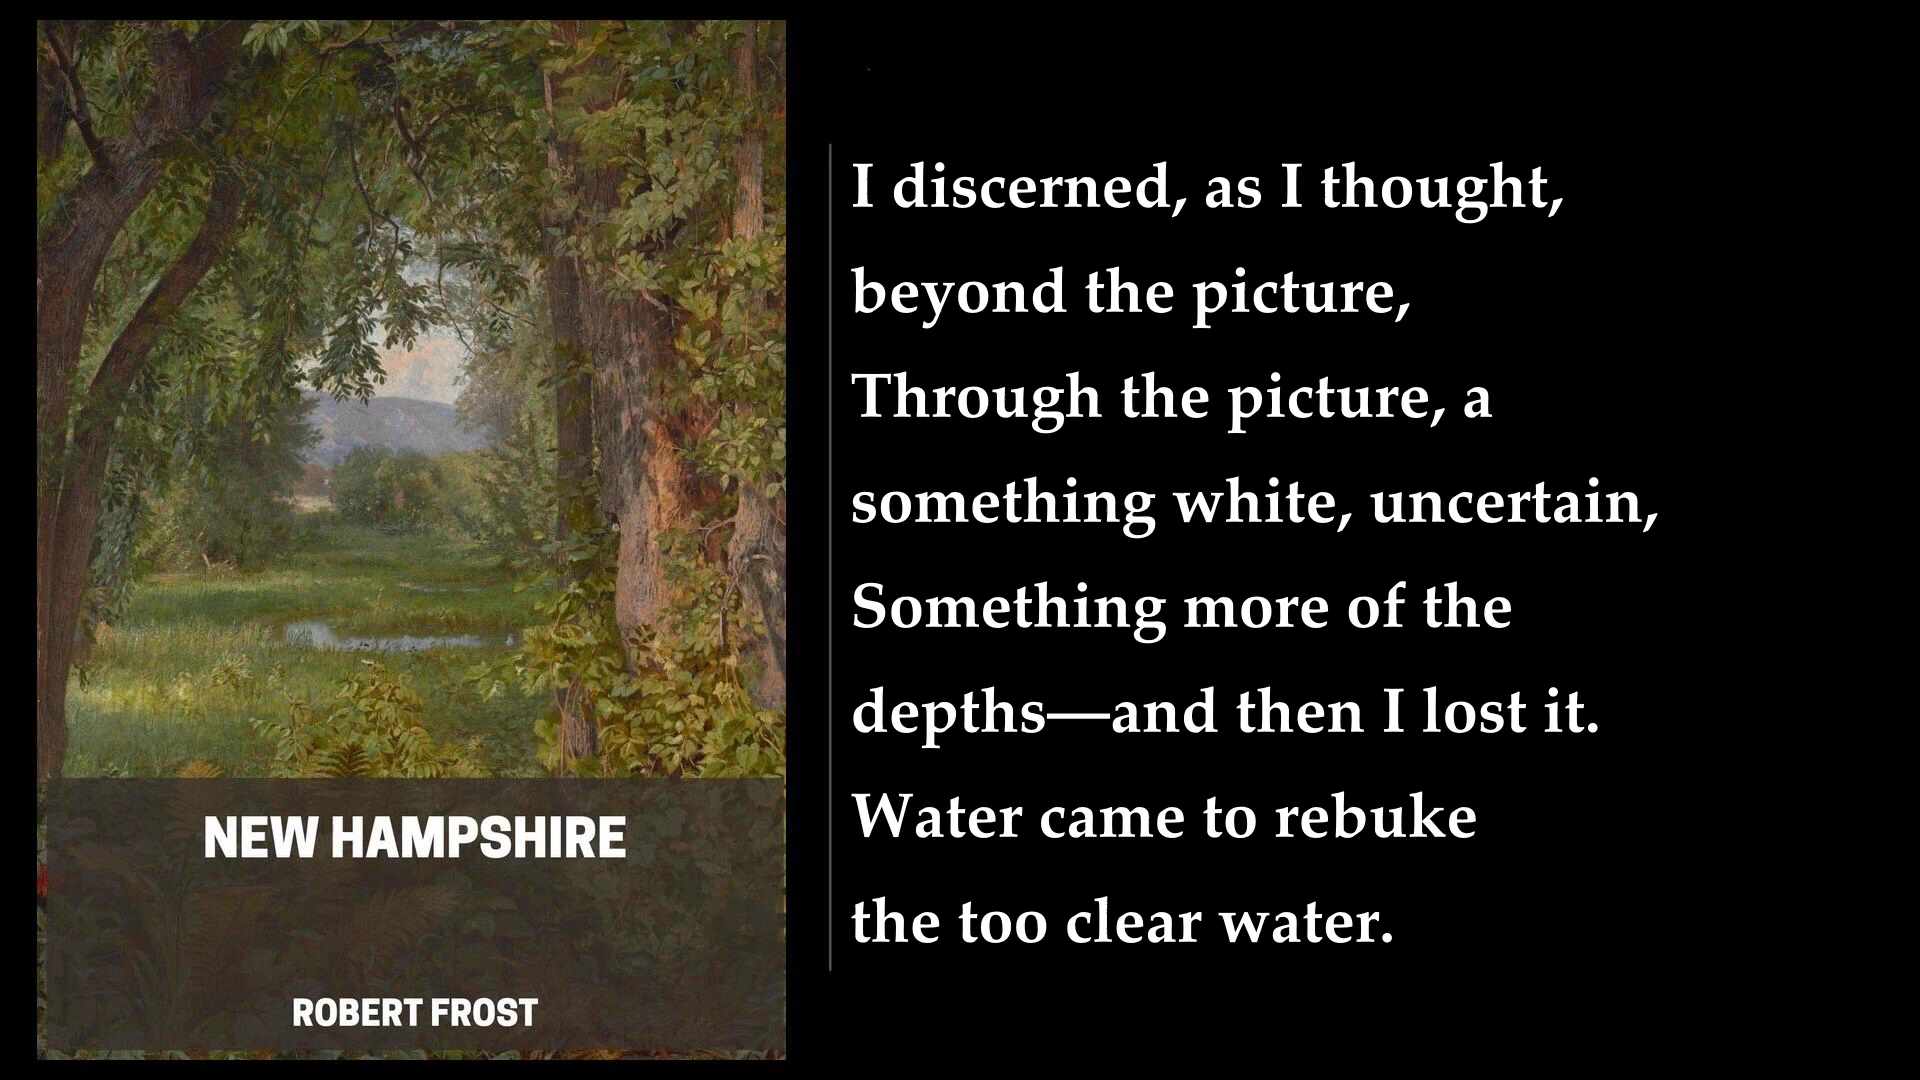 NEW HAMPSHIRE
ROBERT FROST
I discerned, as I thought,
beyond the picture,
Through the picture, a
something white, uncertain,
Something more of the
depths—and then I lost it.
Water came to rebuke
the too clear water.